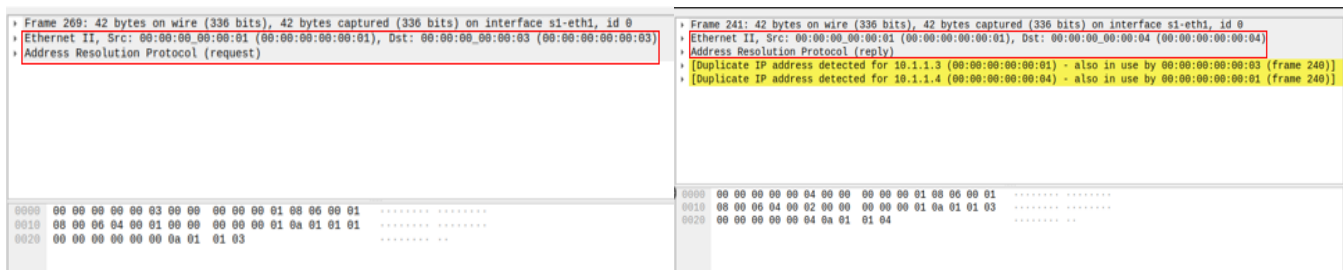 Frame 269: 42 bytes on wire (336 bits), 42 bytes captured (336 bits) on interface s1-eth1, id 0
Ethernet II, Src: 00:00:00_00:00:01 (00:00:00:00:00:01), Dst: 00:00:00_00:00:03 (00:00:00:00:00:03)
Address Resolution Protocol (request)
0000 00 00 00 00 00 03 00 00 00 00 00 01 08 06 00 01 ········ ········
0010 08 00 06 04 00 01 00 00 00 00 00 01 0a 01 01 01 ········ ········
0020 00 00 00 00 00 00 0a 01 01 03 ········ ··
Frame 241: 42 bytes on wire (336 bits), 42 bytes captured (336 bits) on interface s1-eth1, id 0
Ethernet II, Src: 00:00:00_00:00:01 (00:00:00:00:00:01), Dst: 00:00:00_00:00:04 (00:00:00:00:00:04)
Address Resolution Protocol (reply)
[Duplicate IP address detected for 10.1.1.3 (00:00:00:00:00:01) - also in use by 00:00:00:00:00:03 (frame 240)]
[Duplicate IP address detected for 10.1.1.4 (00:00:00:00:00:04) - also in use by 00:00:00:00:00:01 (frame 240)]
0000 00 00 00 00 00 04 00 00 00 00 00 01 08 06 00 01 ········ ········
0010 08 00 06 04 00 02 00 00 00 00 00 01 0a 01 01 03 ········ ········
0020 00 00 00 00 00 04 0a 01 01 04 ········ ··